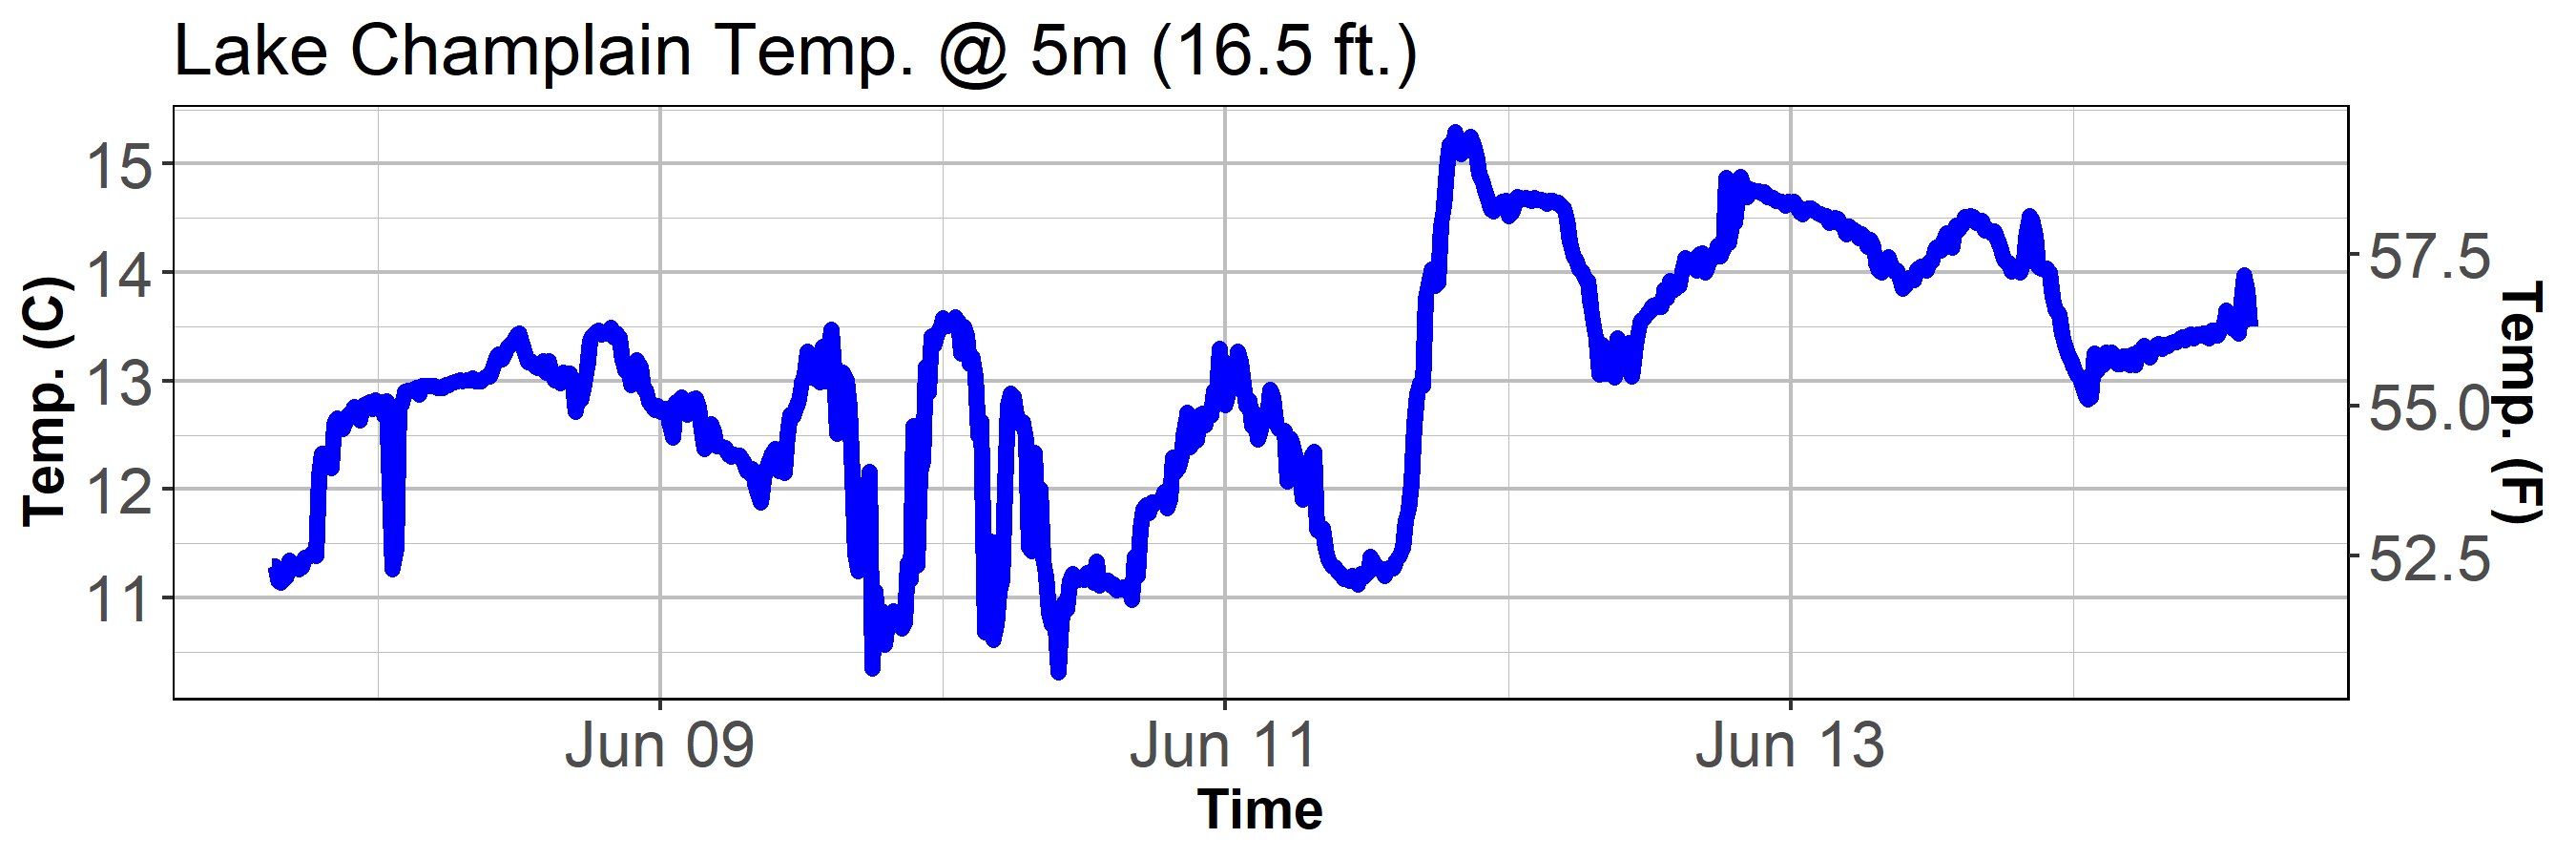 Lake Champlain Temp. @ 5m (16.5 ft.)
Temp. (C)
15
14
13
12
11
57.5
55.0
52.5
Temp. (F)
Jun 09
Jun 11
Jun 13
Time